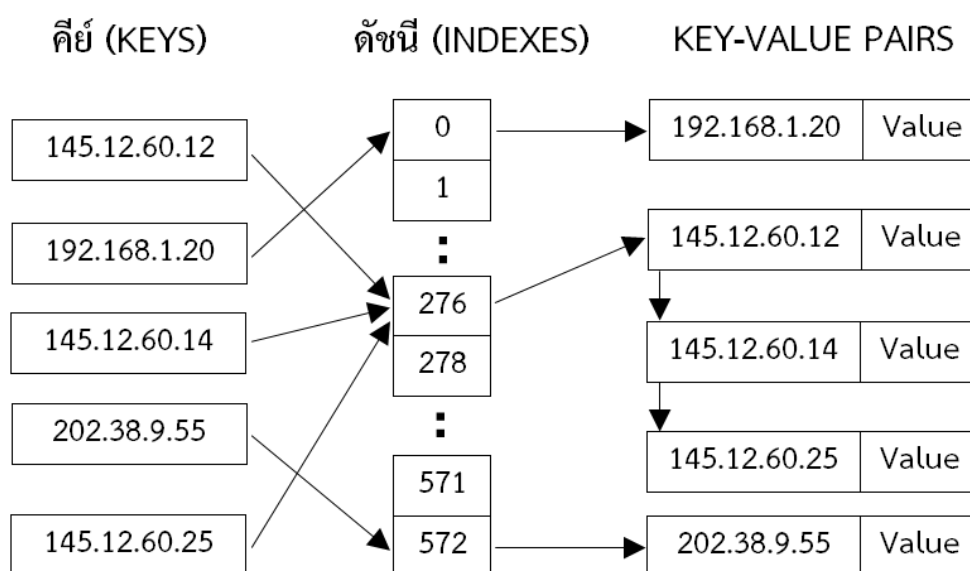 คีย์ (KEYS)
ดัชนี (INDEXES)
KEY-VALUE PAIRS
145.12.60.12
192.168.1.20
145.12.60.14
202.38.9.55
145.12.60.25
0
1
:
276
278
:
571
572
192.168.1.20 Value
145.12.60.12 Value
145.12.60.14 Value
145.12.60.25 Value
202.38.9.55 Value